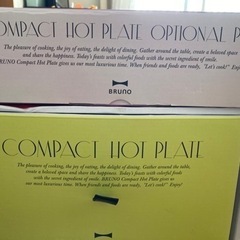 COMPACT HOT PLATE OPTIONAL P
The pleasure of cooking, the joy of eating, the delight of dining. Gather around the table, create a beloved space
and share the happiness. Today's feasts with colorful foods with the secret ingredient of smile.
BRUNO Compact Hot Plate gives us our most luxurious time. When friends and foods are ready, "Let's cook!" Enjoy!
BRUNO
COMPACT HOT PLATE
The pleasure of cooking, the joy of eating, the delight of dining. Gather around the table,
create a beloved space and share the happiness. Today's feasts with colorful foods
with the secret ingredient of smile. BRUNO Compact Hot Plate gives us
our most luxurious time. When friends and foods are ready, "Let's cook!" Enjoy!